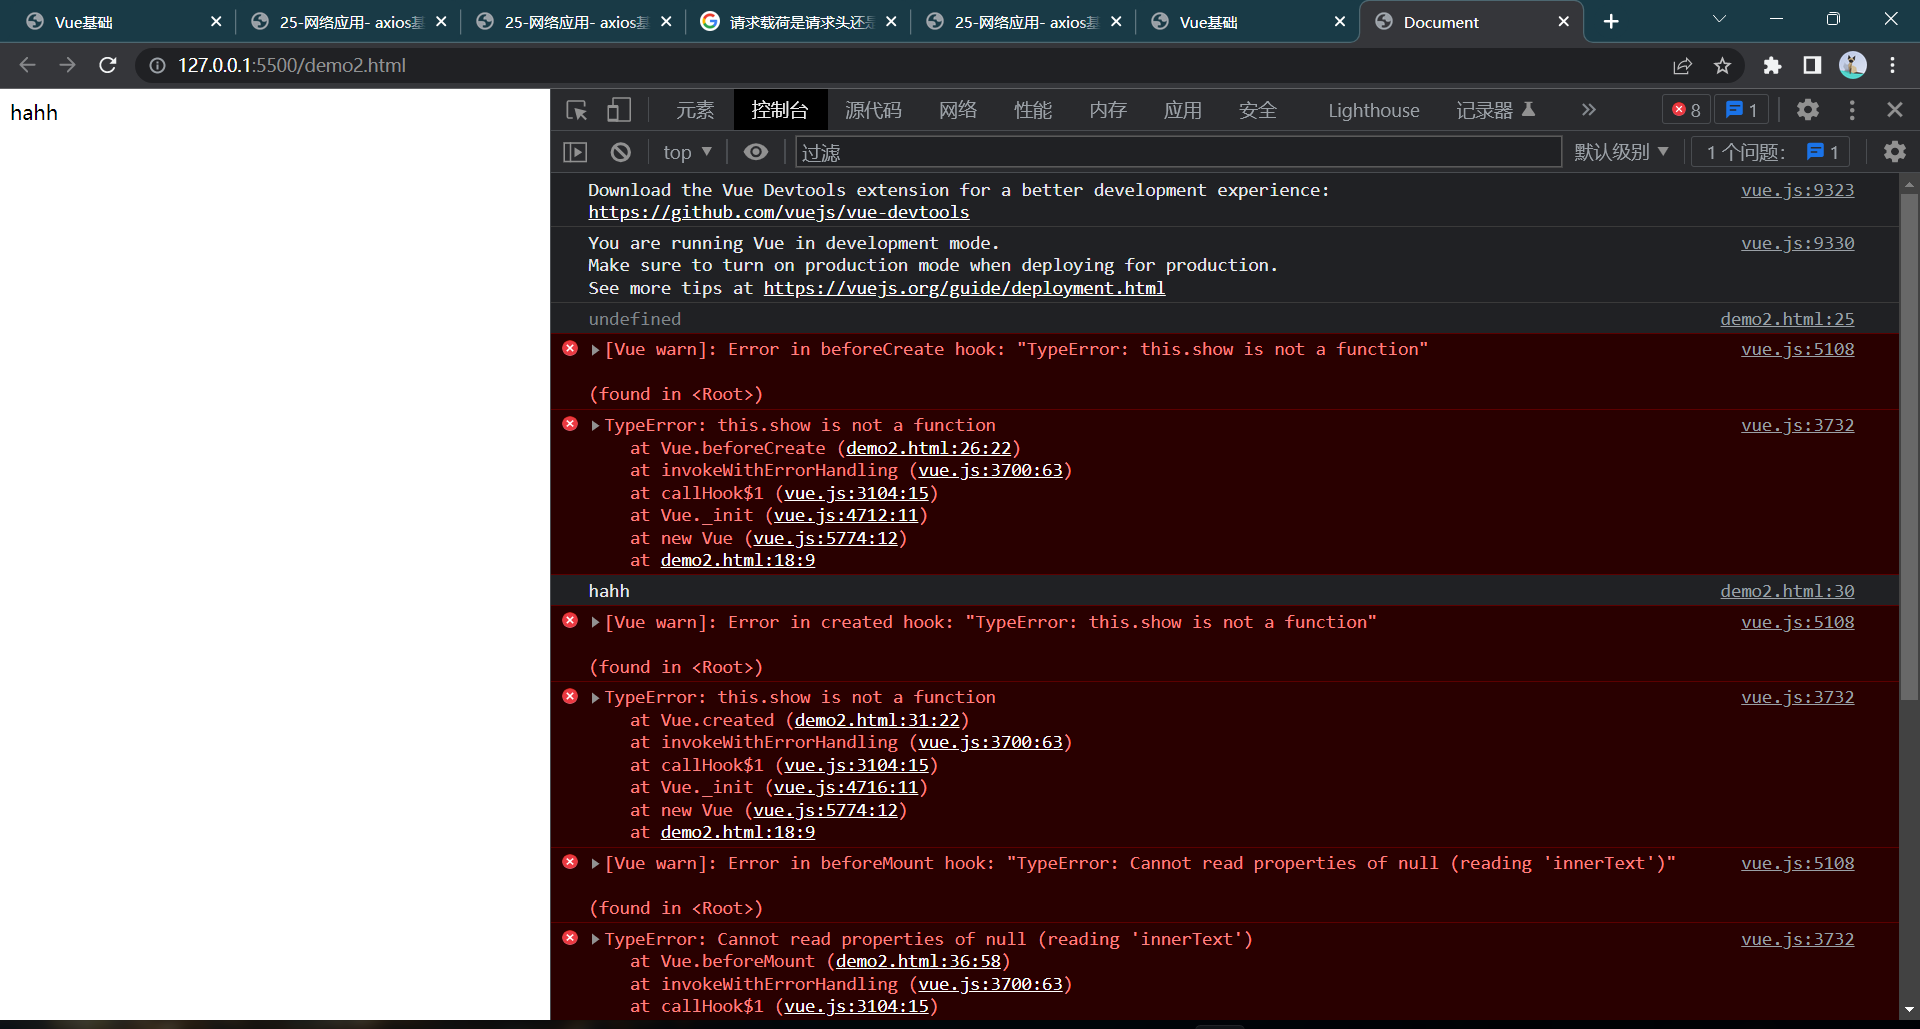 Vue基础
25-网络应用- axios基
25-网络应用- axios基
请求载荷是请求头还是
25-网络应用- axios基
Vue基础
Document
127.0.0.1:5500/demo2.html
hahh
元素 控制台 源代码 网络 性能 内存 应用 安全 Lighthouse 记录器 8 1
top 过滤 默认级别 1 个问题: 1
Download the Vue Devtools extension for a better development experience: vue.js:9323
https://github.com/vuejs/vue-devtools
You are running Vue in development mode. vue.js:9330
Make sure to turn on production mode when deploying for production.
See more tips at https://vuejs.org/guide/deployment.html
undefined demo2.html:25
[Vue warn]: Error in beforeCreate hook: "TypeError: this.show is not a function" vue.js:5108
(found in <Root>)
TypeError: this.show is not a function vue.js:3732
at Vue.beforeCreate (demo2.html:26:22)
at invokeWithErrorHandling (vue.js:3700:63)
at callHook$1 (vue.js:3104:15)
at Vue._init (vue.js:4712:11)
at new Vue (vue.js:5774:12)
at demo2.html:18:9
hahh demo2.html:30
[Vue warn]: Error in created hook: "TypeError: this.show is not a function" vue.js:5108
(found in <Root>)
TypeError: this.show is not a function vue.js:3732
at Vue.created (demo2.html:31:22)
at invokeWithErrorHandling (vue.js:3700:63)
at callHook$1 (vue.js:3104:15)
at Vue._init (vue.js:4716:11)
at new Vue (vue.js:5774:12)
at demo2.html:18:9
[Vue warn]: Error in beforeMount hook: "TypeError: Cannot read properties of null (reading 'innerText')" vue.js:5108
(found in <Root>)
TypeError: Cannot read properties of null (reading 'innerText') vue.js:3732
at Vue.beforeMount (demo2.html:36:58)
at invokeWithErrorHandling (vue.js:3700:63)
at callHook$1 (vue.js:3104:15)